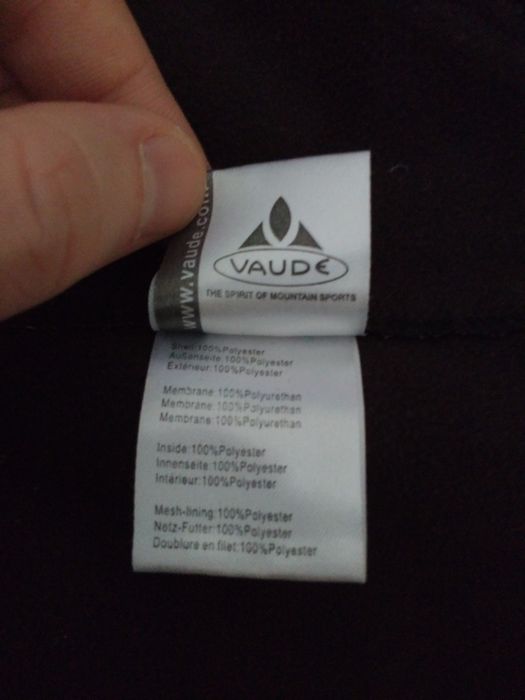 www.vaude.com
VAUDE
THE SPIRIT OF MOUNTAIN SPORTS
Shell:100%Polyester
Außenseite:100%Polyester
Extérieur:100%Polyester
Membrane:100%Polyurethan
Membrane:100%Polyurethan
Membrane:100%Polyurethan
Inside:100%Polyester
Innenseite:100%Polyester
Intérieur:100%Polyester
Mesh-lining:100%Polyester
Netz-Futter:100%Polyester
Doublure en filet:100%Polyester